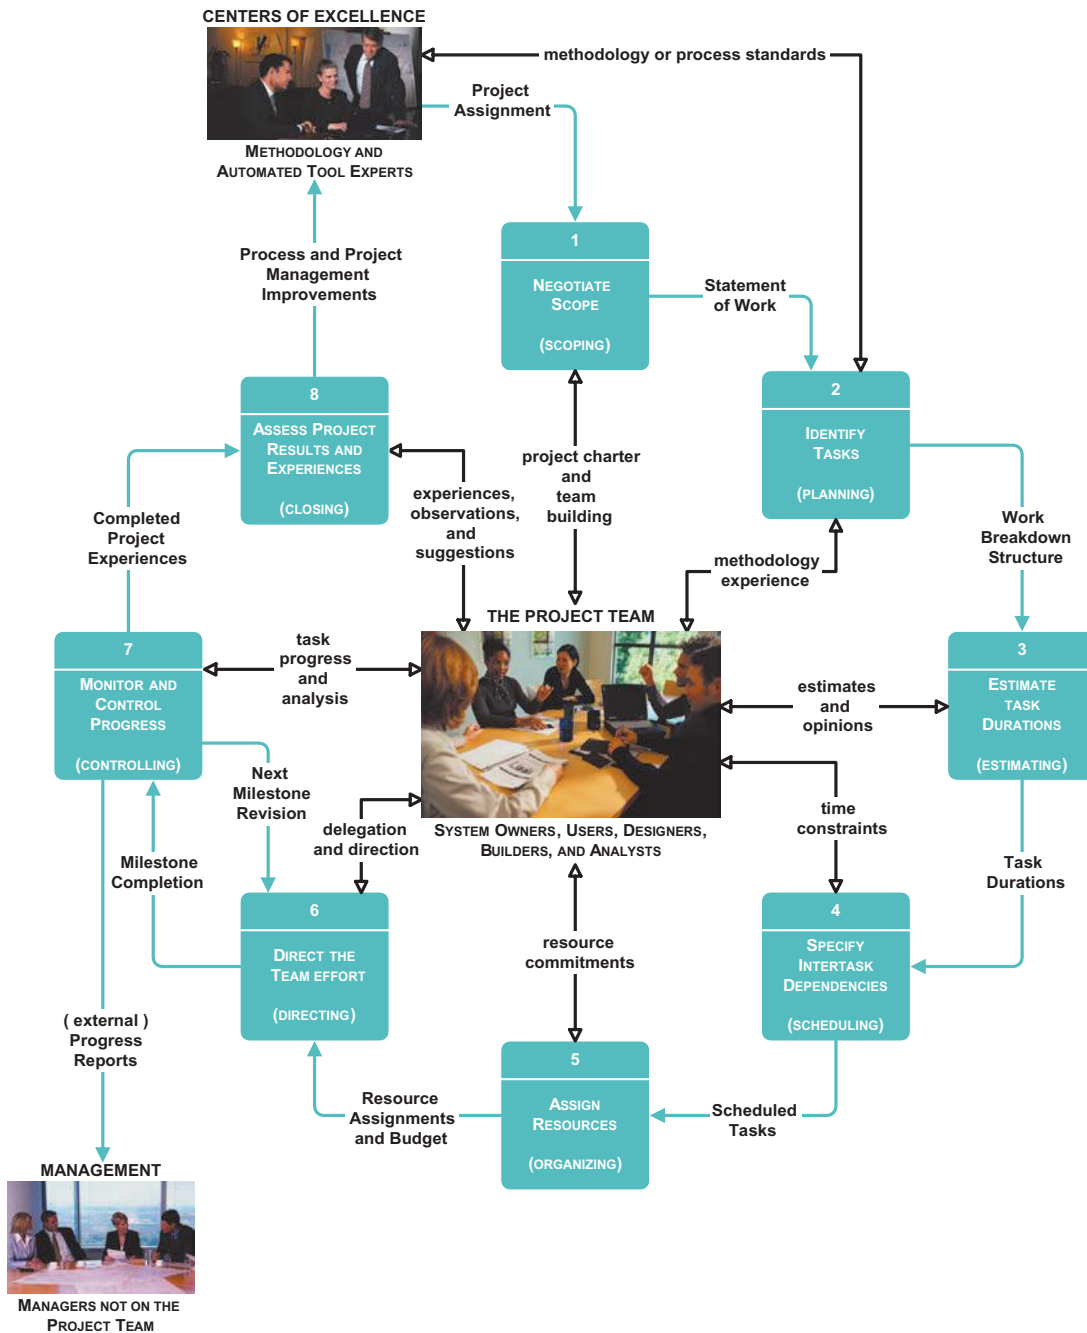 CENTERS OF EXCELLENCE
METHODOLOGY AND
AUTOMATED TOOL EXPERTS
methodology or process standards
Project
Assignment
1
NEGOTIATE
SCOPE
(SCOPING)
Statement
of Work
2
IDENTIFY
TASKS
(PLANNING)
Process and Project
Management
Improvements
8
ASSESS PROJECT
RESULTS AND
EXPERIENCES
(CLOSING)
project charter
and
team
building
experiences,
observations,
and
suggestions
methodology
experience
Work
Breakdown
Structure
Completed
Project
Experiences
THE PROJECT TEAM
SYSTEM OWNERS, USERS, DESIGNERS,
BUILDERS, AND ANALYSTS
7
MONITOR AND
CONTROL
PROGRESS
(CONTROLLING)
task
progress
and
analysis
estimates
and
opinions
3
ESTIMATE
TASK
DURATIONS
(ESTIMATING)
Next
Milestone
Revision
delegation
and direction
time
constraints
Milestone
Completion
Task
Durations
6
DIRECT THE
TEAM EFFORT
(DIRECTING)
resource
commitments
4
SPECIFY
INTERTASK
DEPENDENCIES
(SCHEDULING)
( external )
Progress
Reports
5
ASSIGN
RESOURCES
(ORGANIZING)
Resource
Assignments
and Budget
Scheduled
Tasks
MANAGEMENT
MANAGERS NOT ON THE
PROJECT TEAM